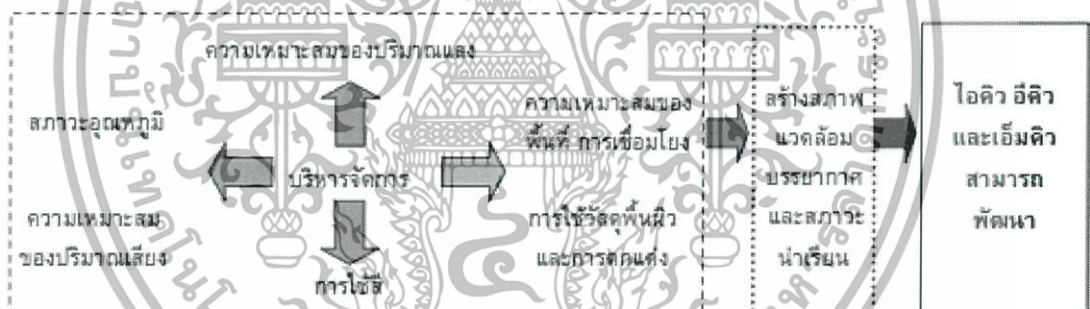 ความเหมาะสมของปริมาณแสง
สภาวะอุณหภูมิ
ความเหมาะสม
ของปริมาณเสียง
บริหารจัดการ
การใช้สี
ความเหมาะสมของ
พื้นที่ การเชื่อมโยง
การใช้วัสดุพื้นผิว
และการตกแต่ง
สร้างสภาพ
แวดล้อม
บรรยากาศ
และสภาวะ
น่าเรียน
ไอคิว อีคิว
และเอ็มคิว
สามารถ
พัฒนา